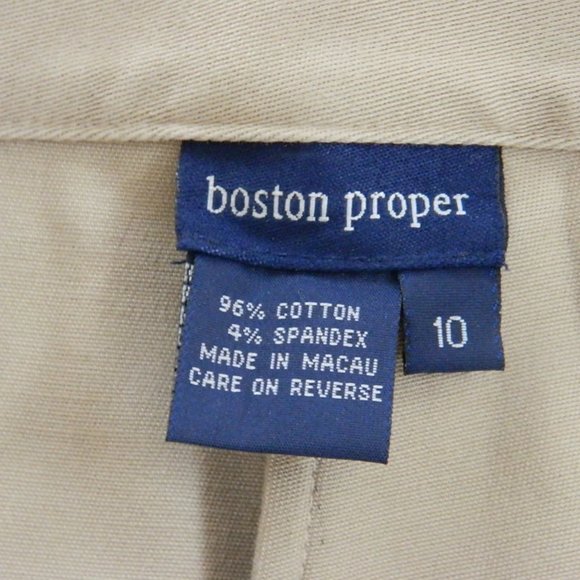 boston proper
96% COTTON
4% SPANDEX
MADE IN MACAU
CARE ON REVERSE
10